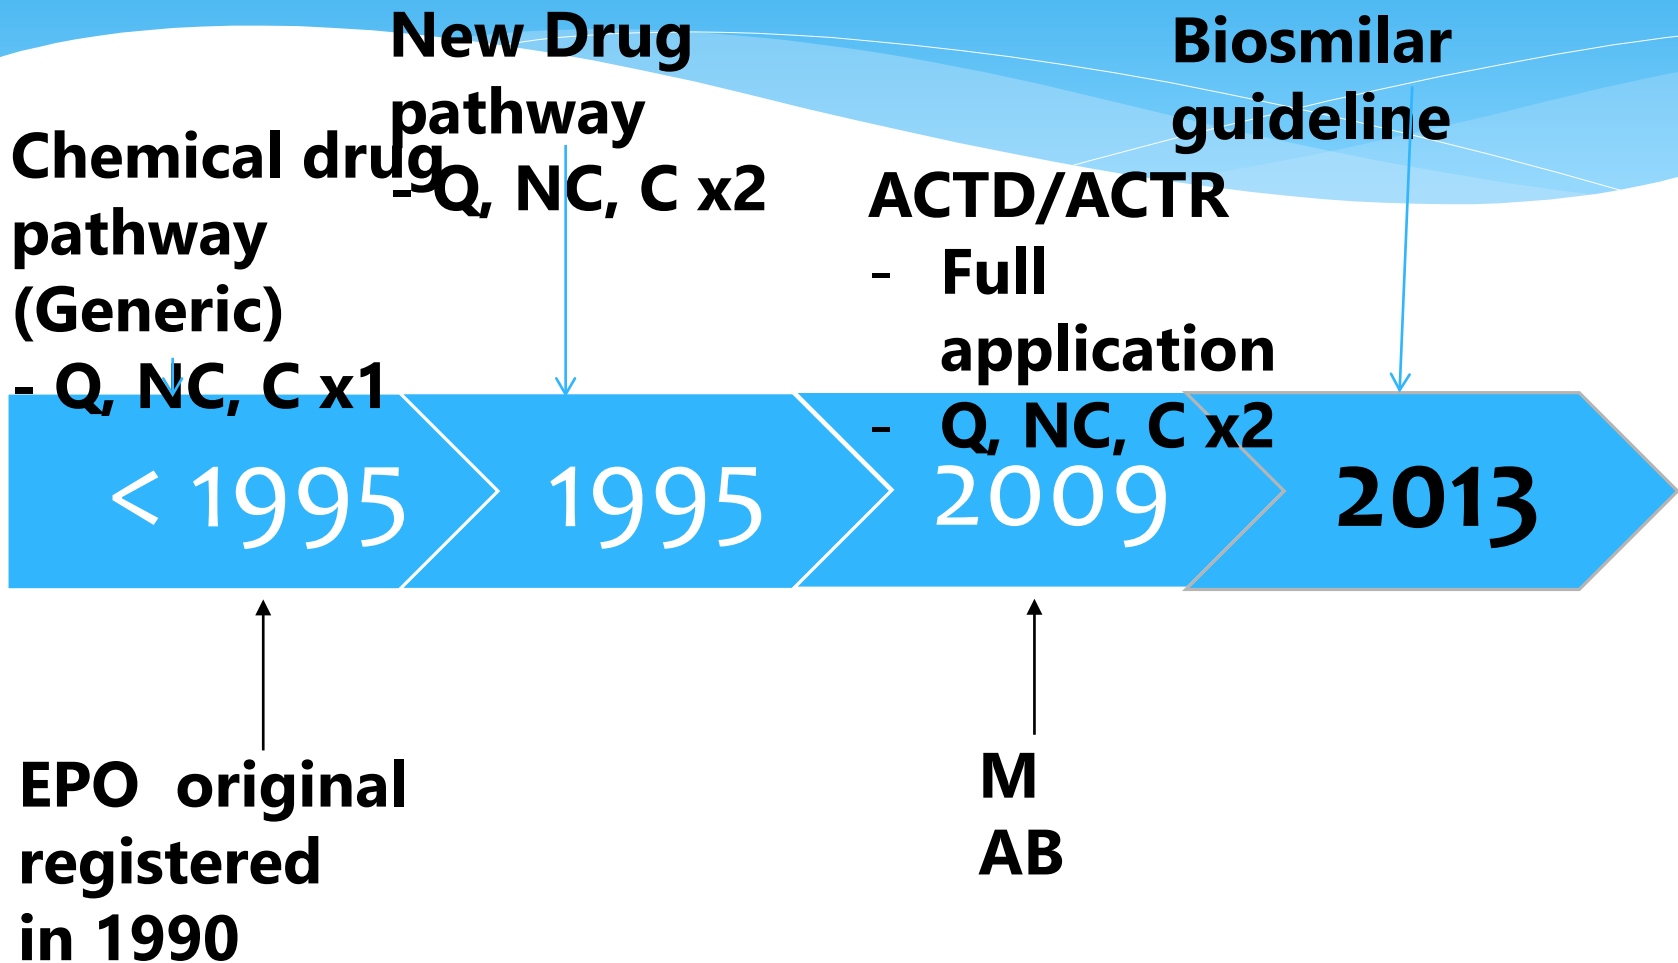 New Drug
pathway
- Q, NC, C x2
Biosmilar
guideline
Chemical drug
pathway
(Generic)
- Q, NC, C x1
ACTD/ACTR
- Full
application
- Q, NC, C x2
< 1995
1995
2009
2013
EPO original
registered
in 1990
M
AB